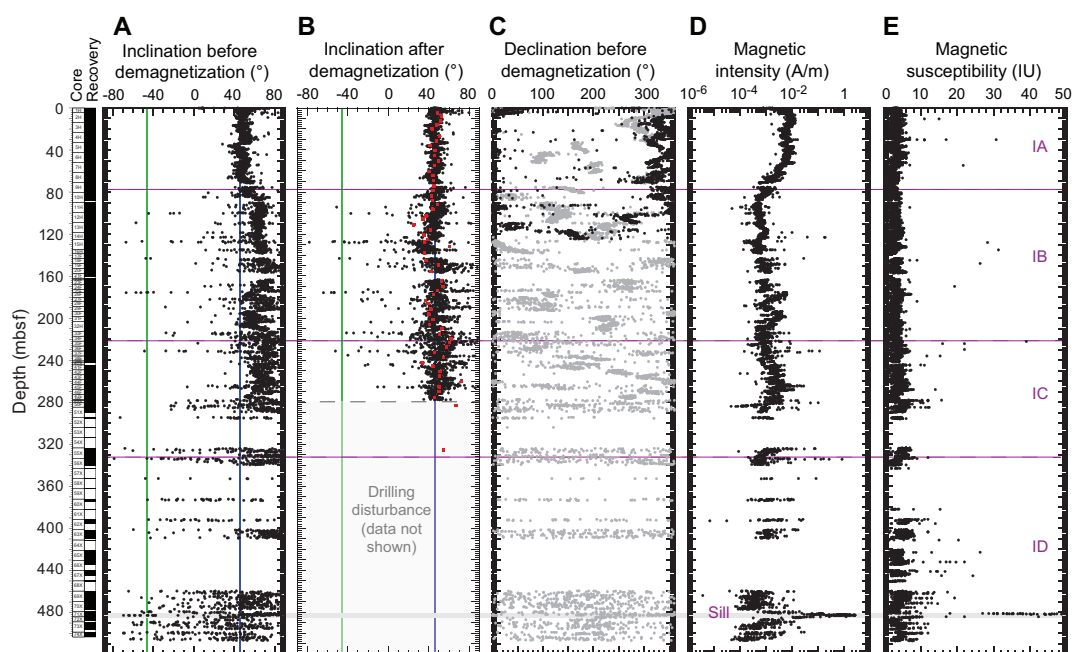 A
B
C
D
E
Core
Recovery
Inclination before
demagnetization (°)
Inclination after
demagnetization (°)
Declination before
demagnetization (°)
Magnetic
intensity (A/m)
Magnetic
susceptibility (IU)
-80 -40 0 40 80
-80 -40 0 40 80
0 100 200 300
10-6 10-4 10-2 1
0 10 20 30 40 50
Depth (mbsf)
0
40
80
120
160
200
240
280
320
360
400
440
480
IA
IB
IC
ID
Sill
Drilling
disturbance
(data not
shown)